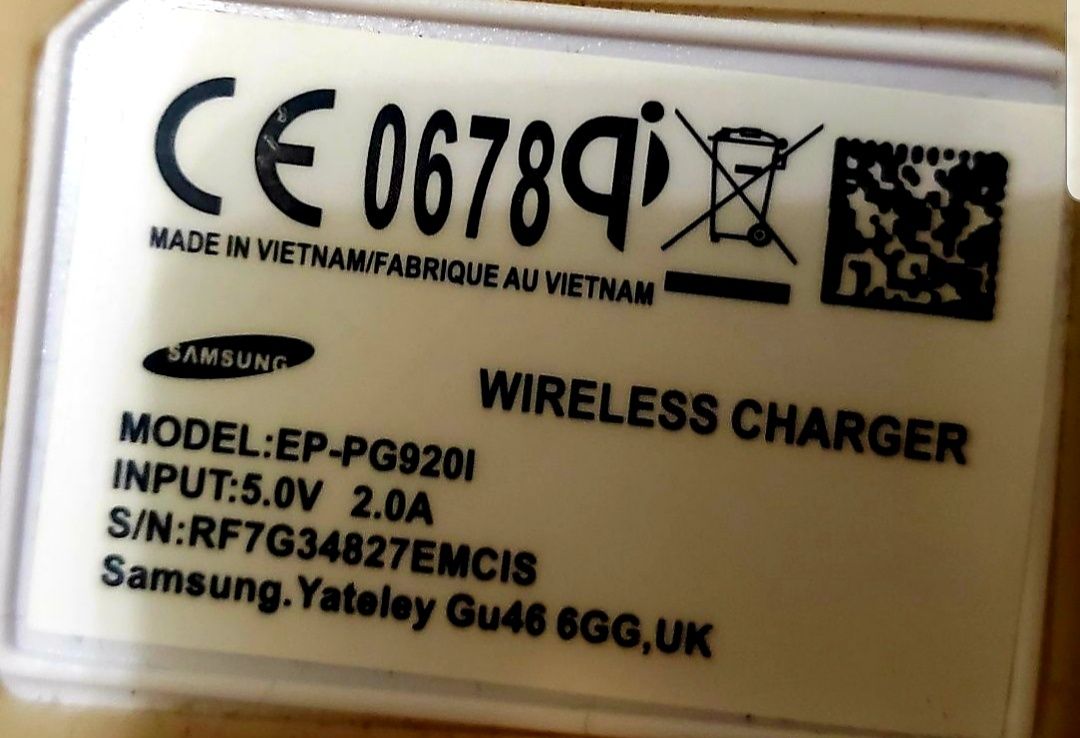 CE 0678 qi
MADE IN VIETNAM/FABRIQUE AU VIETNAM
SAMSUNG
WIRELESS CHARGER
MODEL:EP-PG920I
INPUT:5.0V 2.0A
S/N:RF7G34827EMCIS
Samsung.Yateley Gu46 6GG,UK